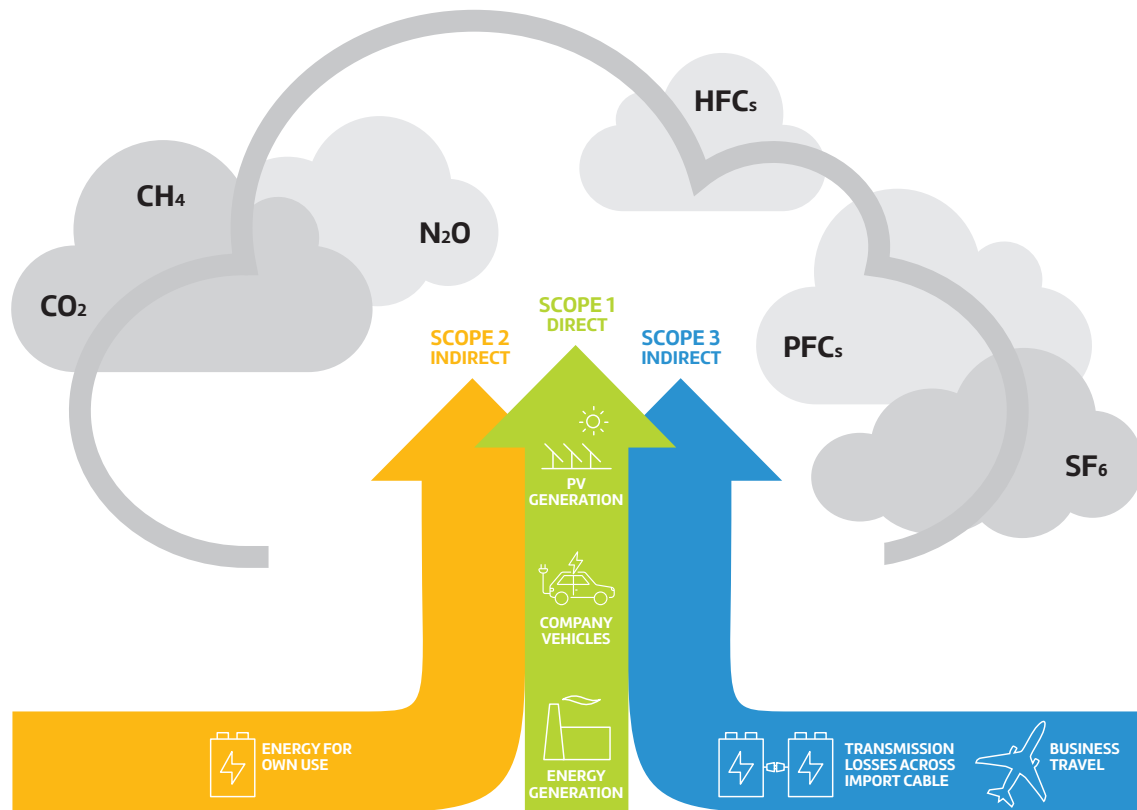 HFCs
CH₄
N₂O
CO₂
SCOPE 1
DIRECT
SCOPE 2
INDIRECT
SCOPE 3
INDIRECT
PFCs
SF₆
PV
GENERATION
COMPANY
VEHICLES
ENERGY FOR
OWN USE
ENERGY
GENERATION
TRANSMISSION
LOSSES ACROSS
IMPORT CABLE
BUSINESS
TRAVEL